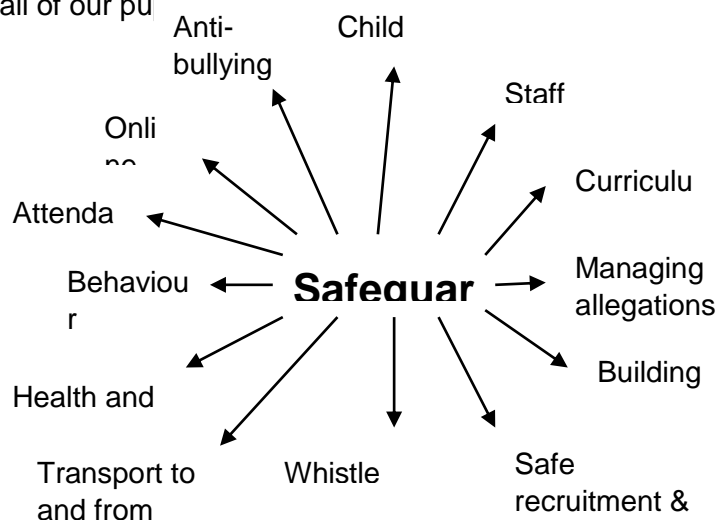 all of our pu
Anti-
bullying
Child
Staff
Onli
ne
Curriculu
Attenda
Managing
allegations
Behaviou
r
Safeguar
Building
Health and
Transport to
and from
Whistle
Safe
recruitment &